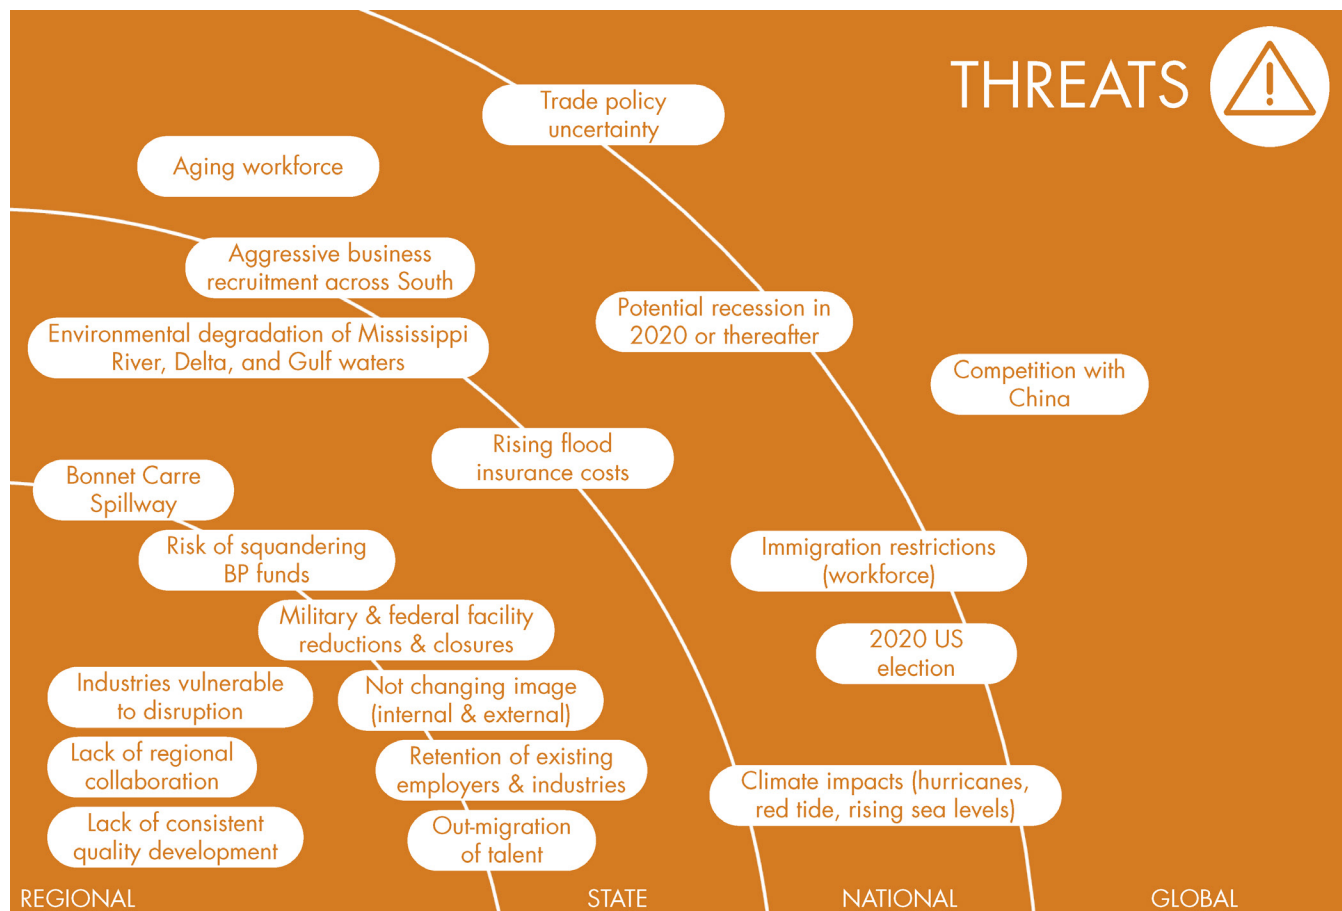 THREATS
Trade policy
uncertainty
Aging workforce
Aggressive business
recruitment across South
Environmental degradation of Mississippi
River, Delta, and Gulf waters
Potential recession in
2020 or thereafter
Competition with
China
Rising flood
insurance costs
Bonnet Carre
Spillway
Risk of squandering
BP funds
Immigration restrictions
(workforce)
Military & federal facility
reductions & closures
2020 US
election
Industries vulnerable
to disruption
Not changing image
(internal & external)
Lack of regional
collaboration
Retention of existing
employers & industries
Climate impacts (hurricanes,
red tide, rising sea levels)
Lack of consistent
quality development
Out-migration
of talent
REGIONAL
STATE
NATIONAL
GLOBAL